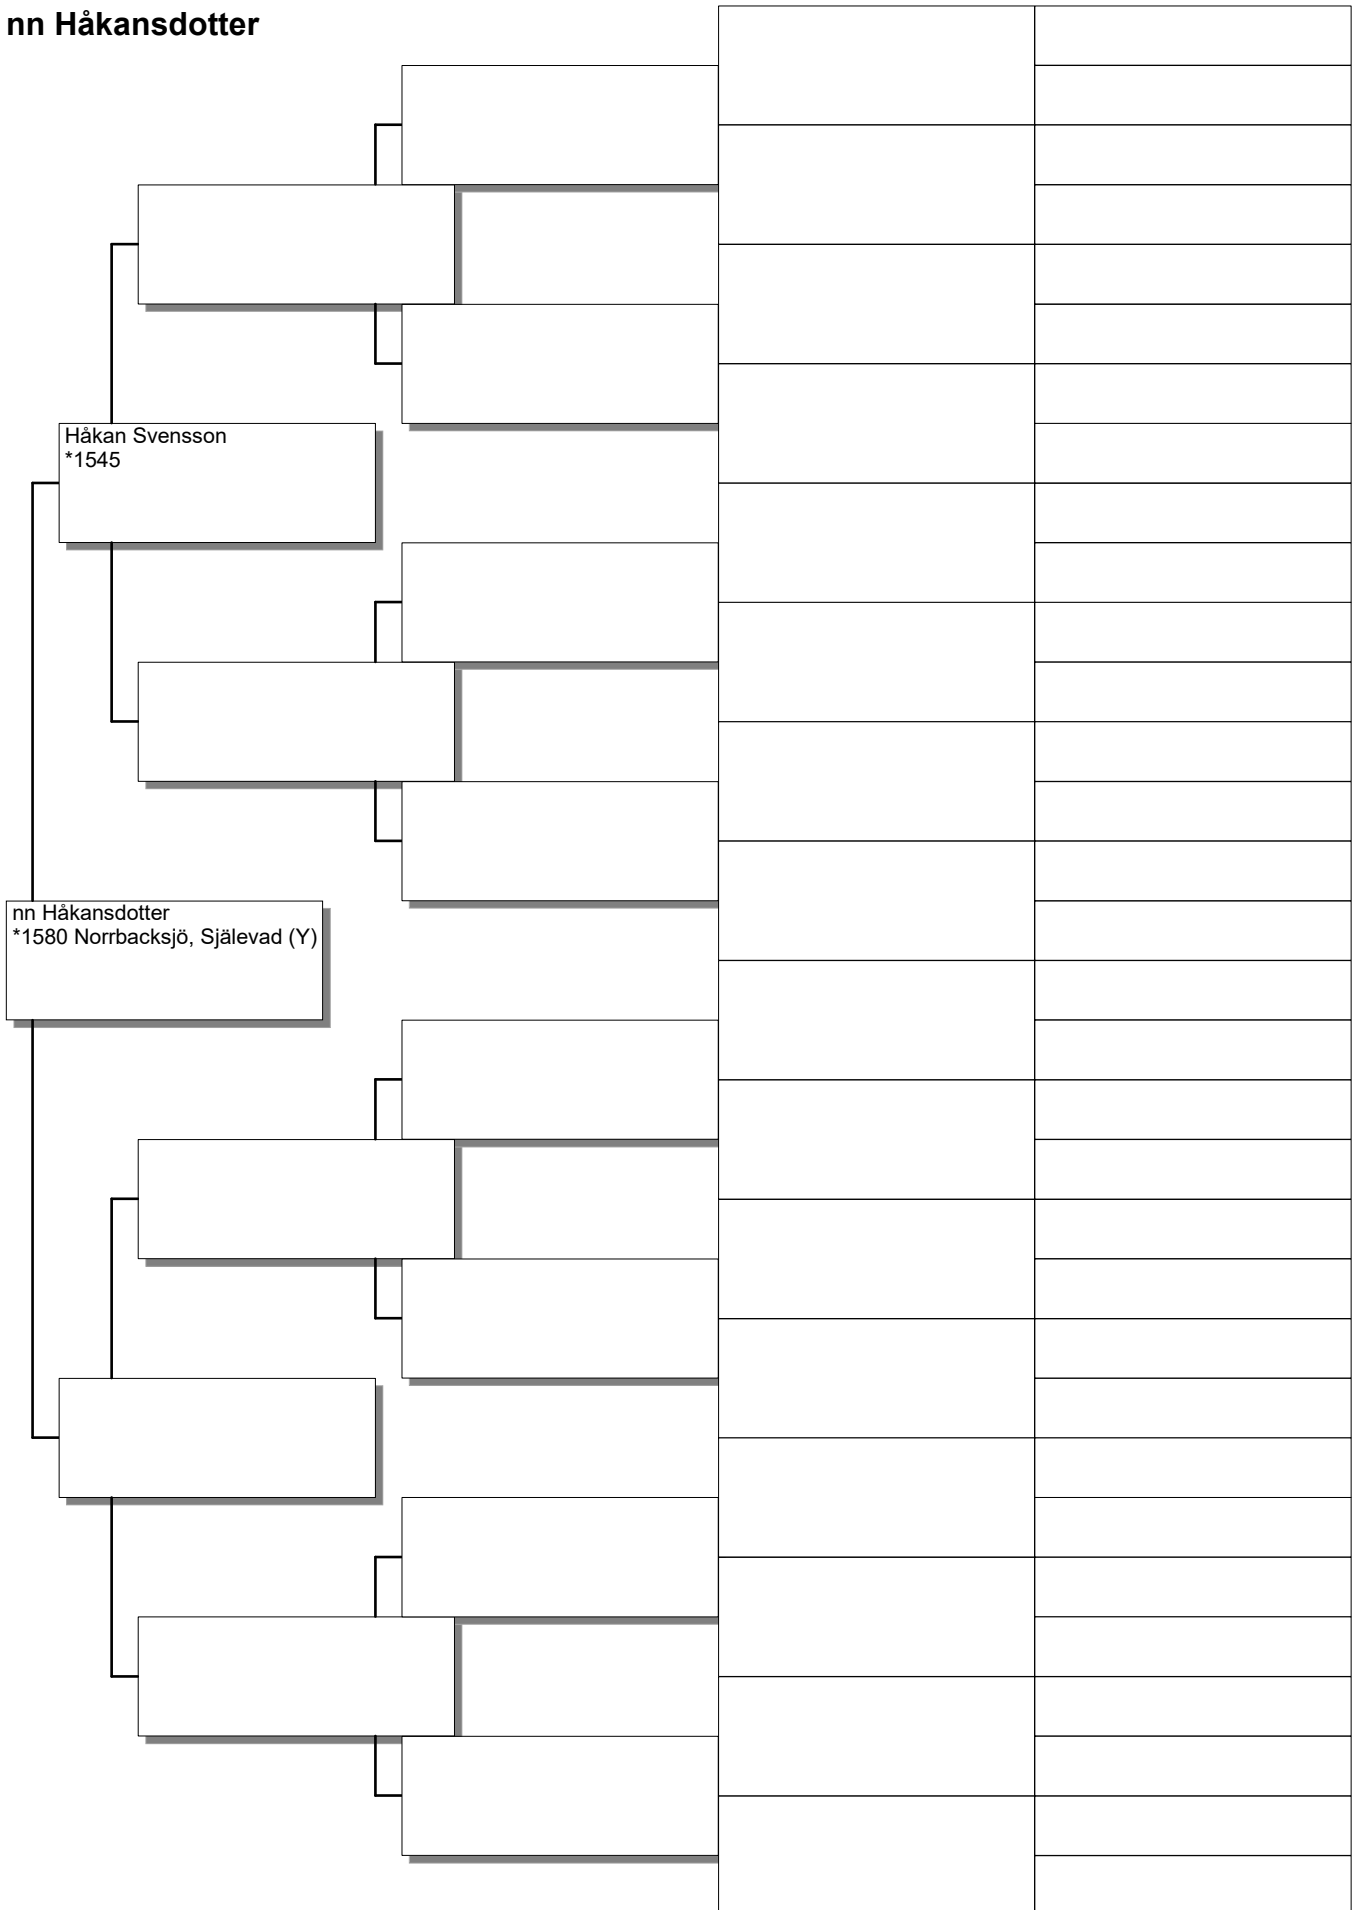 nn Håkansdotter
Håkan Svensson
*1545
nn Håkansdotter
*1580 Norrbacksjö, Själevad (Y)